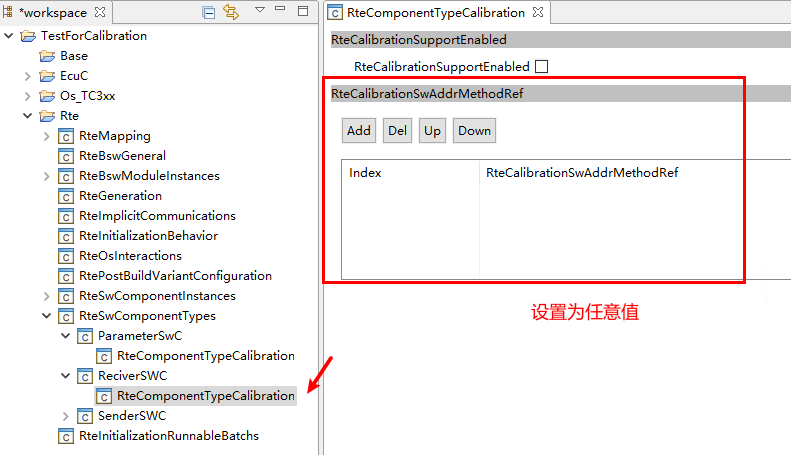 *workspace
TestForCalibration
Base
EcuC
Os_TC3xx
Rte
RteMapping
RteBswGeneral
RteBswModuleInstances
RteGeneration
RteImplicitCommunications
RteInitializationBehavior
RteOsInteractions
RtePostBuildVariantConfiguration
RteSwComponentInstances
RteSwComponentTypes
ParameterSwC
RteComponentTypeCalibration
ReciverSWC
RteComponentTypeCalibration
SenderSWC
RteInitializationRunnableBatchs
RteComponentTypeCalibration
RteCalibrationSupportEnabled
RteCalibrationSupportEnabled
RteCalibrationSwAddrMethodRef
Add Del Up Down
Index RteCalibrationSwAddrMethodRef
设置为任意值